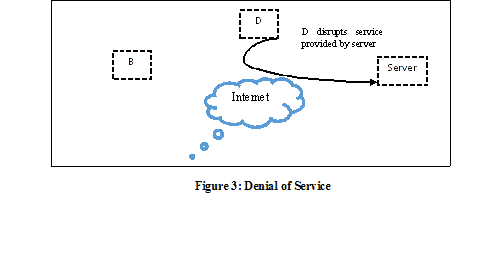 D
D disrupts service
provided by server
B
Server
Internet
Figure 3: Denial of Service